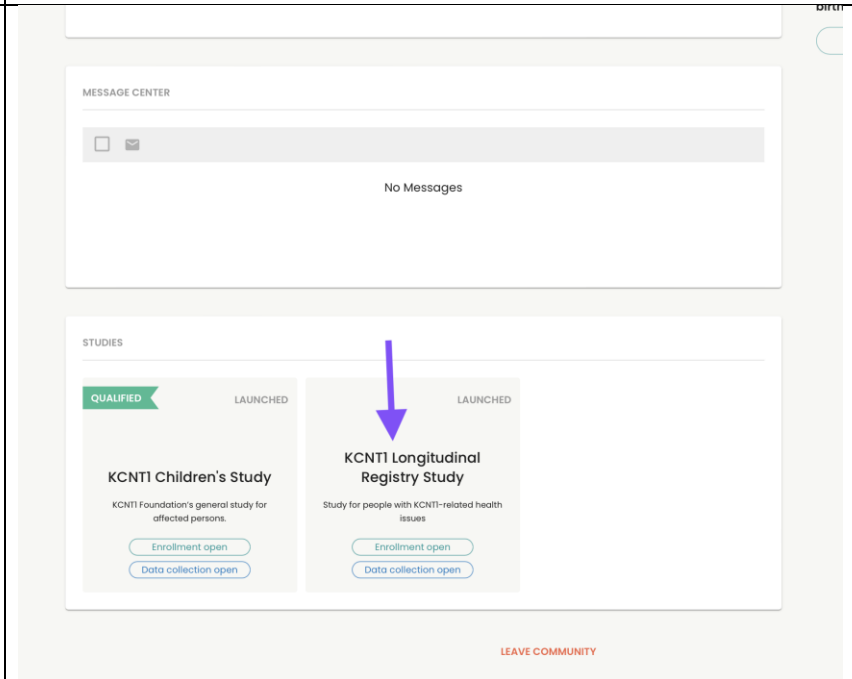 birth
MESSAGE CENTER
No Messages
STUDIES
QUALIFIED
LAUNCHED
KCNT1 Children's Study
KCNT1 Foundation's general study for
affected persons.
Enrollment open
Data collection open
LAUNCHED
KCNT1 Longitudinal
Registry Study
Study for people with KCNT1-related health
issues
Enrollment open
Data collection open
LEAVE COMMUNITY